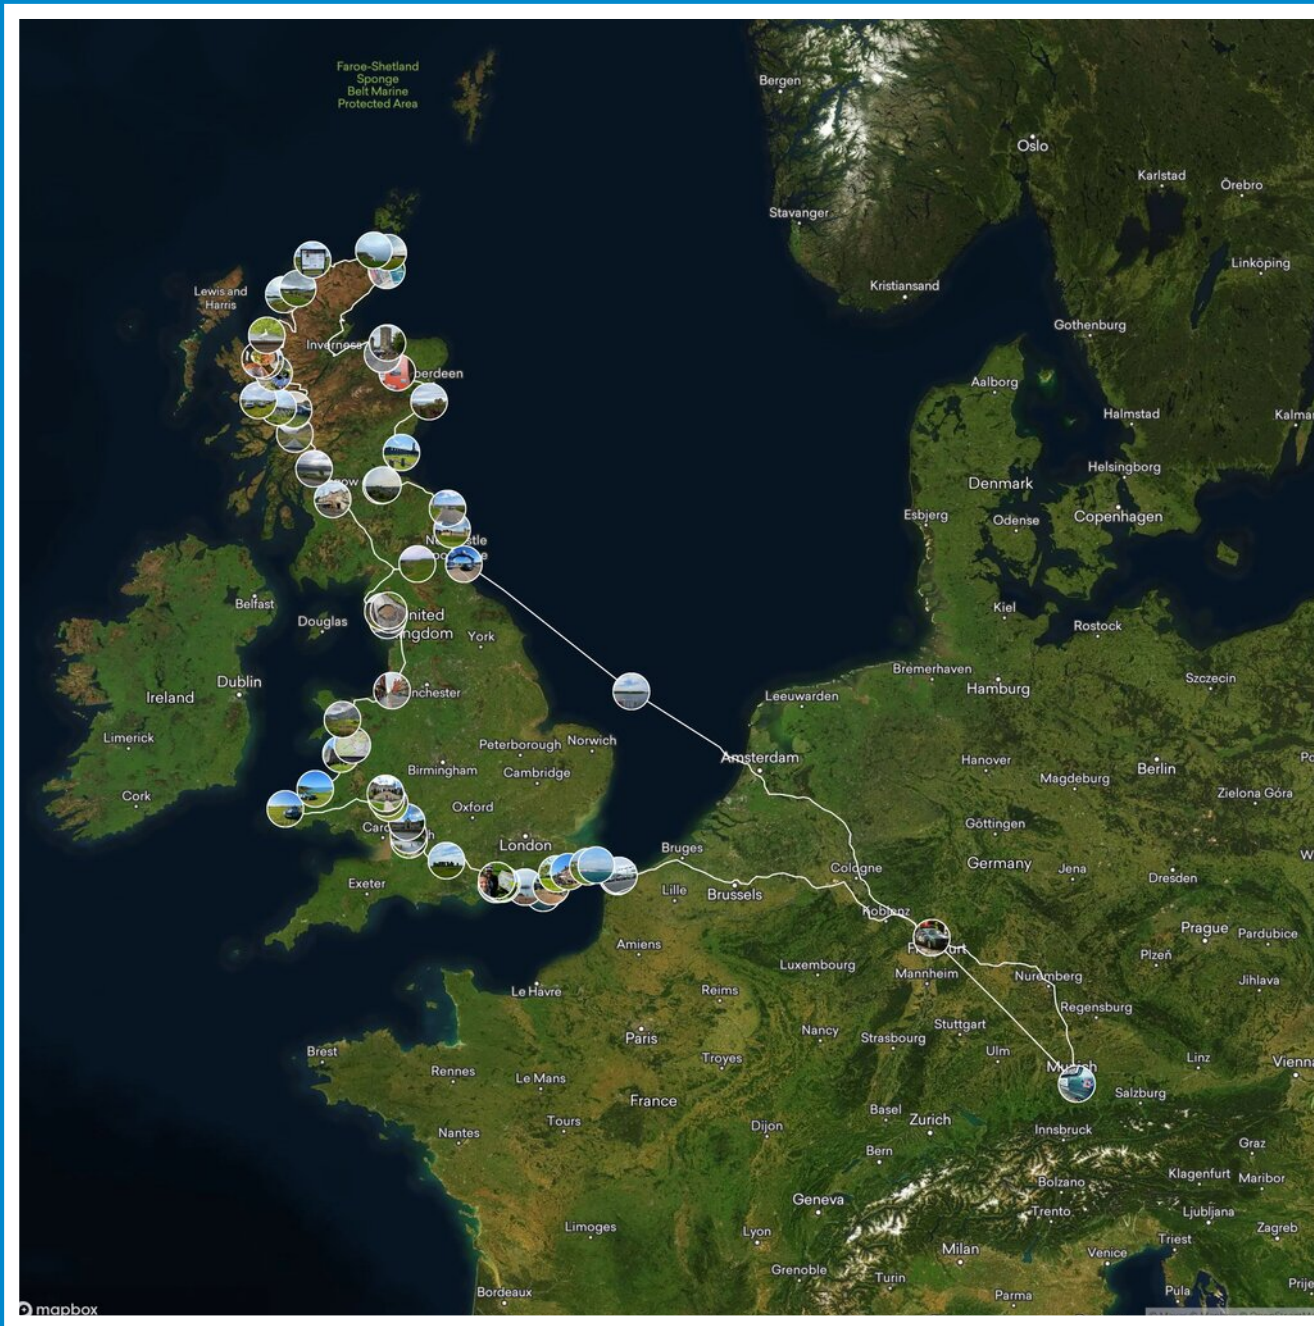 Faroe-Shetland
Sponge
Belt Marine
Protected Area
Bergen
Oslo
Karlstad
Örebro
Stavanger
Linköping
Lewis and
Harris
Kristiansand
Gothenburg
Inverness
Aalborg
Halmstad
Helsingborg
Denmark
Copenhagen
Esbjerg
Odense
Belfast
Douglas
York
Kiel
Rostock
Bremerhaven
Hamburg
Szczecin
Dublin
Ireland
Leeuwarden
Limerick
Peterborough
Norwich
Amsterdam
Hanover
Berlin
Birmingham
Cambridge
Magdeburg
Zielona Góra
Cork
Oxford
Göttingen
London
Bruges
Cologne
Germany
Jena
Dresden
Exeter
Lille
Brussels
Koblenz
Prague
Pardubice
Amiens
Luxembourg
Mannheim
Nuremberg
Plzeň
Jihlava
Le Havre
Reims
Regensburg
Paris
Nancy
Strasbourg
Stuttgart
Brest
Troyes
Ulm
Linz
Rennes
Le Mans
Salzburg
France
Tours
Dijon
Basel
Zurich
Innsbruck
Nantes
Bern
Graz
Klagenfurt
Maribor
Bolzano
Geneva
Trento
Ljubljana
Limoges
Lyon
Milan
Venice
Triest
Zagreb
Grenoble
Turin
Bordeaux
Parma
Pula
mapbox